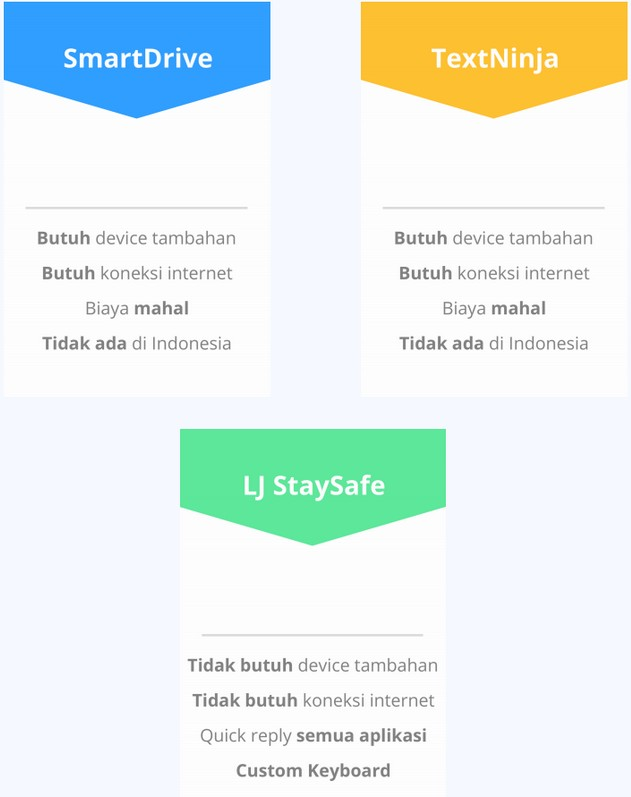 SmartDrive
Butuh device tambahan
Butuh koneksi internet
Biaya mahal
Tidak ada di Indonesia
TextNinja
Butuh device tambahan
Butuh koneksi internet
Biaya mahal
Tidak ada di Indonesia
LJ StaySafe
Tidak butuh device tambahan
Tidak butuh koneksi internet
Quick reply semua aplikasi
Custom Keyboard